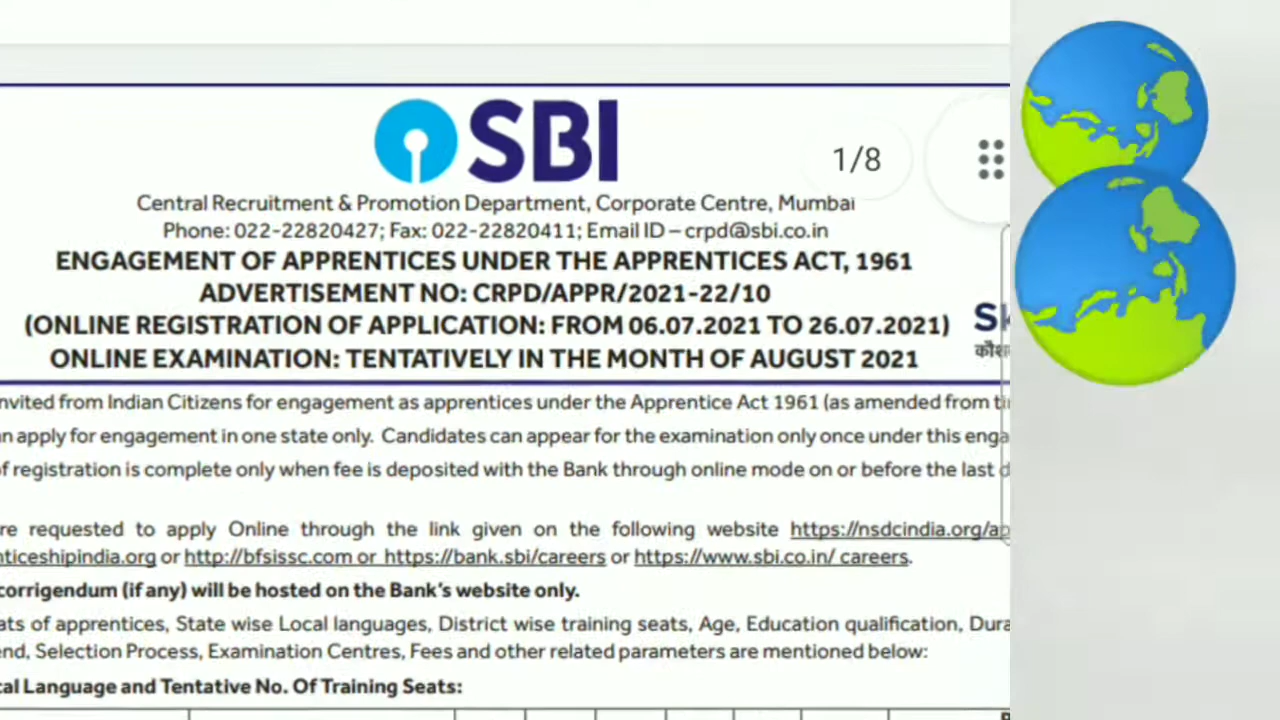 SBI
1/8
Central Recruitment & Promotion Department, Corporate Centre, Mumbai
Phone: 022-22820427; Fax: 022-22820411; Email ID – crpd@sbi.co.in
ENGAGEMENT OF APPRENTICES UNDER THE APPRENTICES ACT, 1961
ADVERTISEMENT NO: CRPD/APPR/2021-22/10
(ONLINE REGISTRATION OF APPLICATION: FROM 06.07.2021 TO 26.07.2021)
ONLINE EXAMINATION: TENTATIVELY IN THE MONTH OF AUGUST 2021
nvited from Indian Citizens for engagement as apprentices under the Apprentice Act 1961 (as amended from
n apply for engagement in one state only. Candidates can appear for the examination only once under this enga
f registration is complete only when fee is deposited with the Bank through online mode on or before the last
re requested to apply Online through the link given on the following website https://nsdcindia.org/ap
nticeshipindia.org or http://bfsissc.com or https://bank.sbi/careers or https://www.sbi.co.in/ careers.
corrigendum (if any) will be hosted on the Bank's website only.
ats of apprentices, State wise Local languages, District wise training seats, Age, Education qualification, Dura
end, Selection Process, Examination Centres, Fees and other related parameters are mentioned below:
cal Language and Tentative No. Of Training Seats: